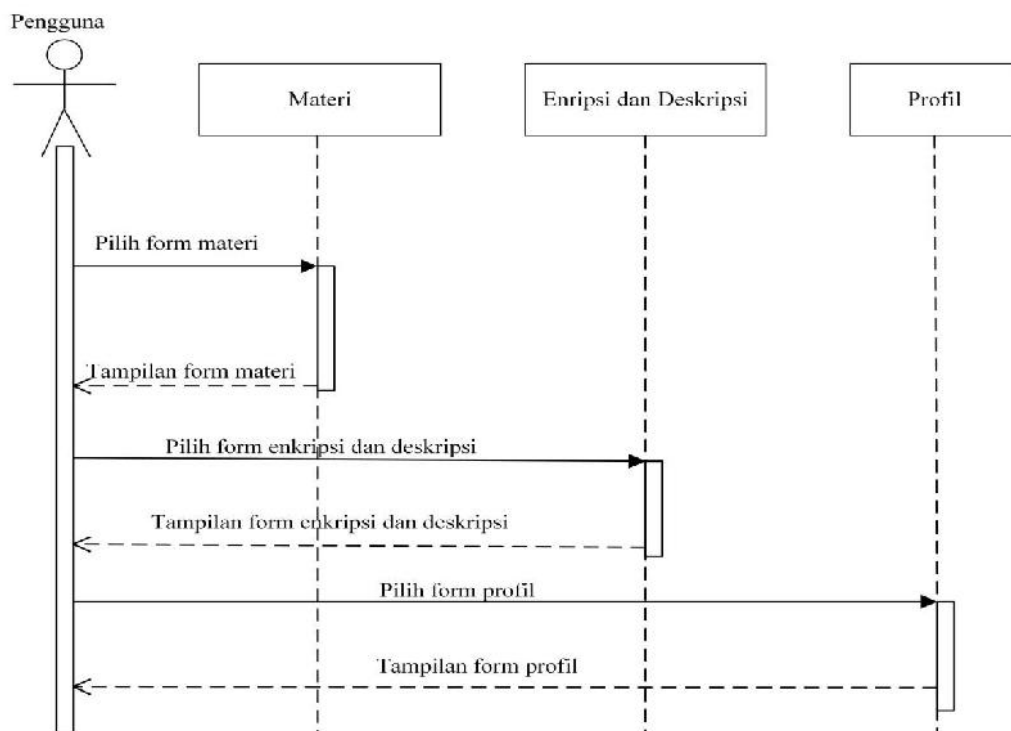 Pengguna
Materi
Enripsi dan Deskripsi
Profil
Pilih form materi
Tampilan form materi
Pilih form enkripsi dan deskripsi
Tampilan form enkripsi dan deskripsi
Pilih form profil
Tampilan form profil